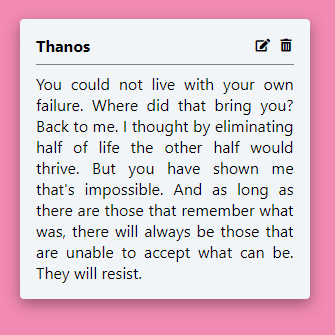 Thanos
You could not live with your own
failure. Where did that bring you?
Back to me. I thought by eliminating
half of life the other half would
thrive. But you have shown me
that's impossible. And as long as
there are those that remember what
was, there will always be those that
are unable to accept what can be.
They will resist.